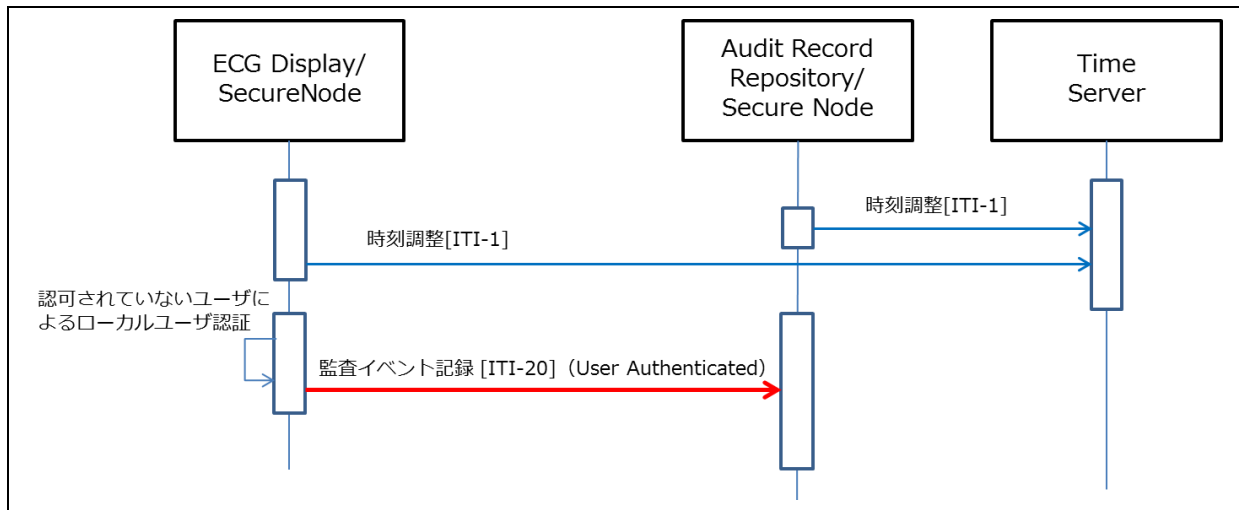 ECG Display/
SecureNode
Audit Record
Repository/
Secure Node
Time
Server
時刻調整[ITI-1]
時刻調整[ITI-1]
認可されていないユーザに
よるローカルユーザ認証
監査イベント記録 [ITI-20]（User Authenticated）